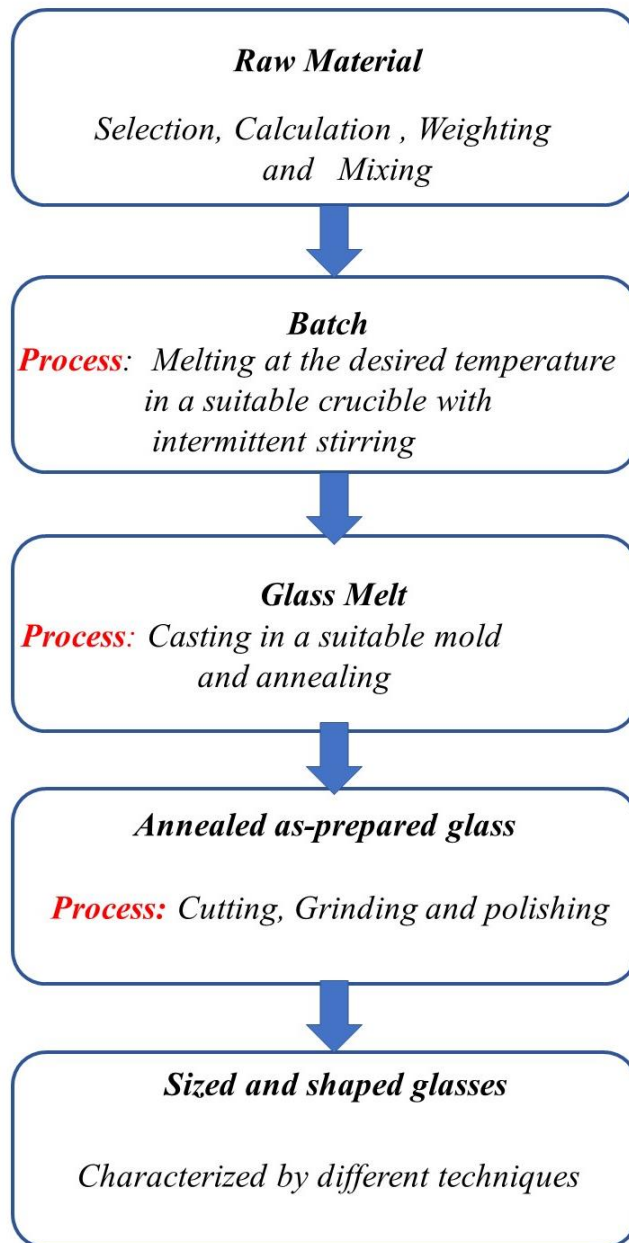 Raw Material
Selection, Calculation , Weighting
and Mixing
Batch
Process: Melting at the desired temperature
in a suitable crucible with
intermittent stirring
Glass Melt
Process: Casting in a suitable mold
and annealing
Annealed as-prepared glass
Process: Cutting, Grinding and polishing
Sized and shaped glasses
Characterized by different techniques